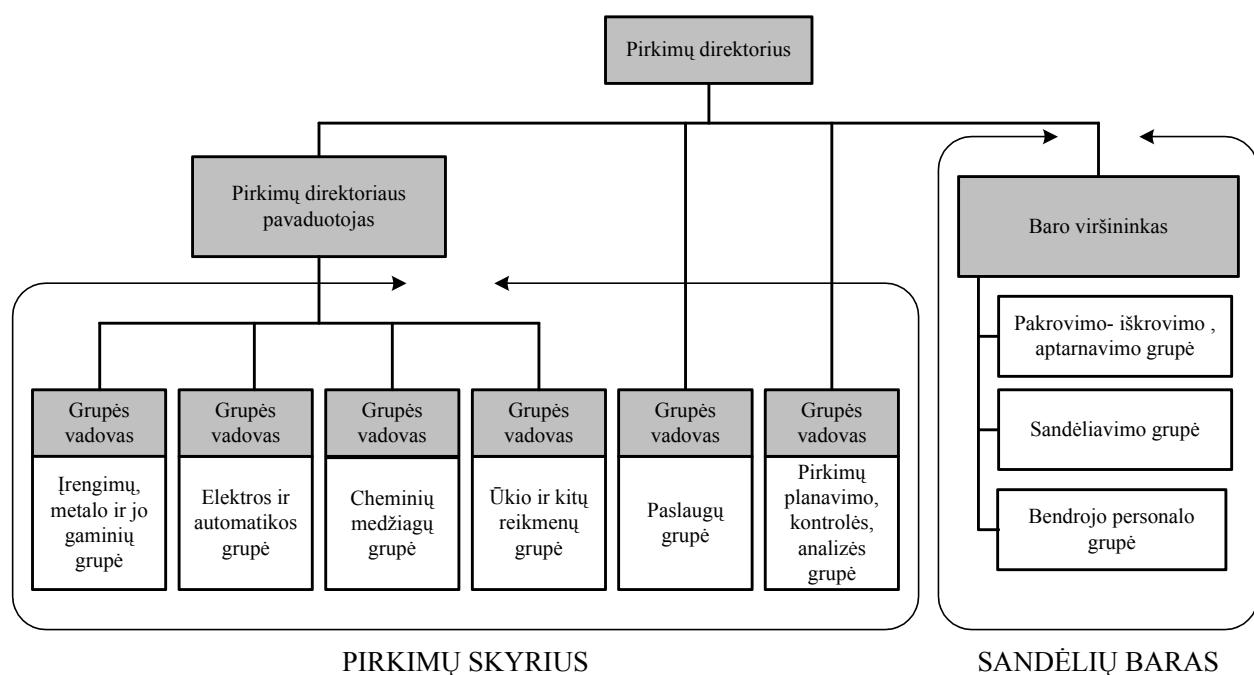 Pirkimų direktorius
Pirkimų direktoriaus
pavaduotojas
Baro viršininkas
Pakrovimo- iškrovimo ,
aptarnavimo grupė
Sandėliavimo grupė
Bendrojo personalo
grupė
Grupės
vadovas
Įrengimų,
metalo ir jo
gaminių
grupė
Grupės
vadovas
Elektros ir
automatikos
grupė
Grupės
vadovas
Cheminių
medžiagų
grupė
Grupės
vadovas
Ūkio ir kitų
reikmenų
grupė
Grupės
vadovas
Paslaugų
grupė
Grupės
vadovas
Pirkimų
planavimo,
kontrolės,
analizės
grupė
PIRKIMŲ SKYRIUS
SANDĖLIŲ BARAS